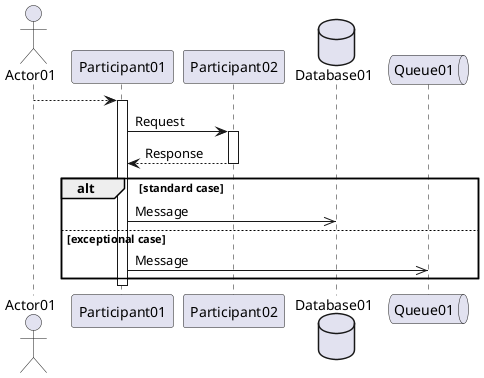 Actor01
Participant01
Participant02
Database01
Queue01
Request
Response
alt
[standard case]
Message
[exceptional case]
Message
Actor01
Participant01
Participant02
Database01
Queue01